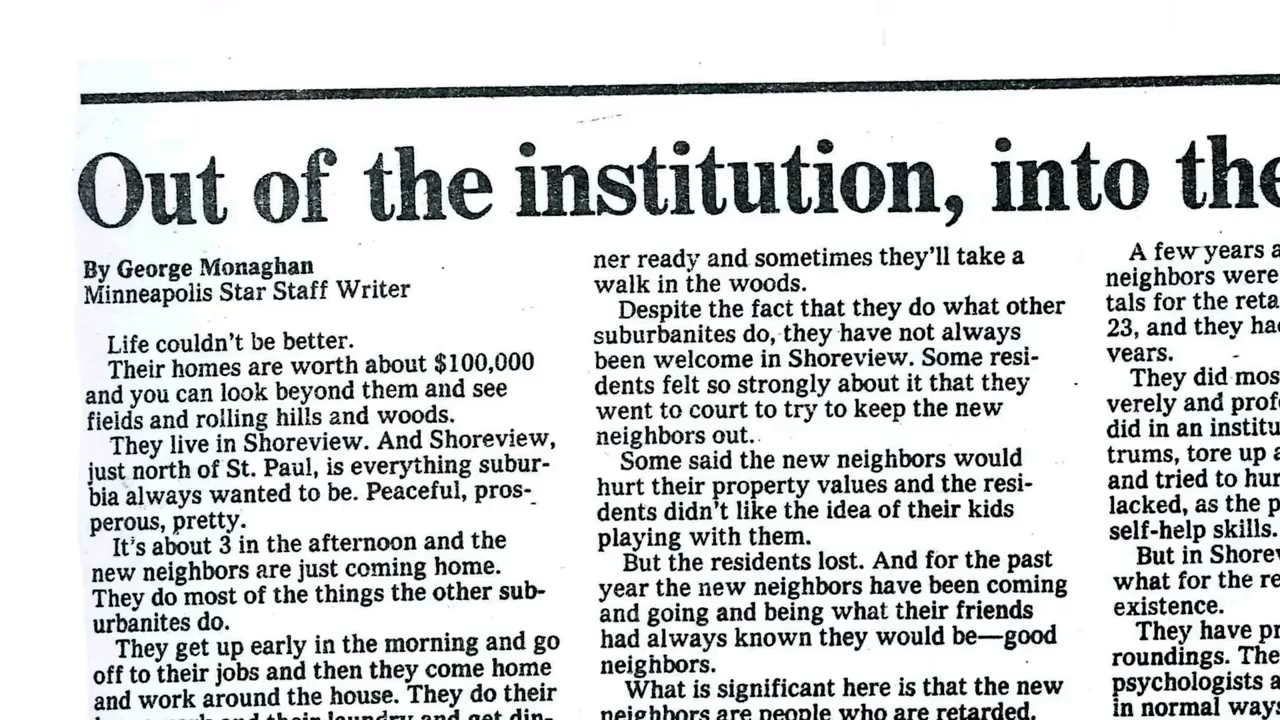 Out of the institution, into the
By George Monaghan
Minneapolis Star Staff Writer
Life couldn't be better.
Their homes are worth about $100,000
and you can look beyond them and see
fields and rolling hills and woods.
They live in Shoreview. And Shoreview,
just north of St. Paul, is everything subur-
bia always wanted to be. Peaceful, pros-
perous, pretty.
It's about 3 in the afternoon and the
new neighbors are just coming home.
They do most of the things the other sub-
urbanites do.
They get up early in the morning and go
off to their jobs and then they come home
and work around the house. They do their
and their laundry and get din-
ner ready and sometimes they'll take a
walk in the woods.
Despite the fact that they do what other
suburbanites do, they have not always
been welcome in Shoreview. Some resi-
dents felt so strongly about it that they
went to court to try to keep the new
neighbors out.
Some said the new neighbors would
hurt their property values and the resi-
dents didn't like the idea of their kids
playing with them.
But the residents lost. And for the past
year the new neighbors have been coming
and going and being what their friends
had always known they would be—good
neighbors.
What is significant here is that the new
neighbors are people who are retarded.
A few years a
neighbors were
tals for the reta
23, and they ha
years.
They did mos
verely and prof
did in an institu
trums, tore up a
and tried to hur
lacked, as the p
self-help skills.
But in Shorev
what for the re
existence.
They have pr
roundings. The
psychologists a
in normal ways